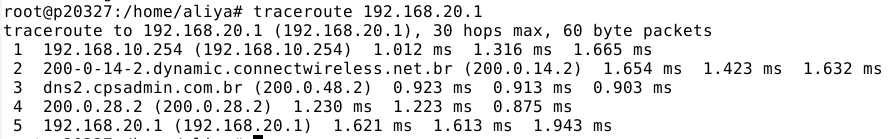 root@p20327:/home/aliya# traceroute 192.168.20.1
traceroute to 192.168.20.1 (192.168.20.1), 30 hops max, 60 byte packets
 1  192.168.10.254 (192.168.10.254)  1.012 ms  1.316 ms  1.665 ms
 2  200-0-14-2.dynamic.connectwireless.net.br (200.0.14.2)  1.654 ms  1.423 ms  1.632 ms
 3  dns2.cpsadmin.com.br (200.0.48.2)  0.923 ms  0.913 ms  0.903 ms
 4  200.0.28.2 (200.0.28.2)  1.230 ms  1.223 ms  0.875 ms
 5  192.168.20.1 (192.168.20.1)  1.621 ms  1.613 ms  1.943 ms